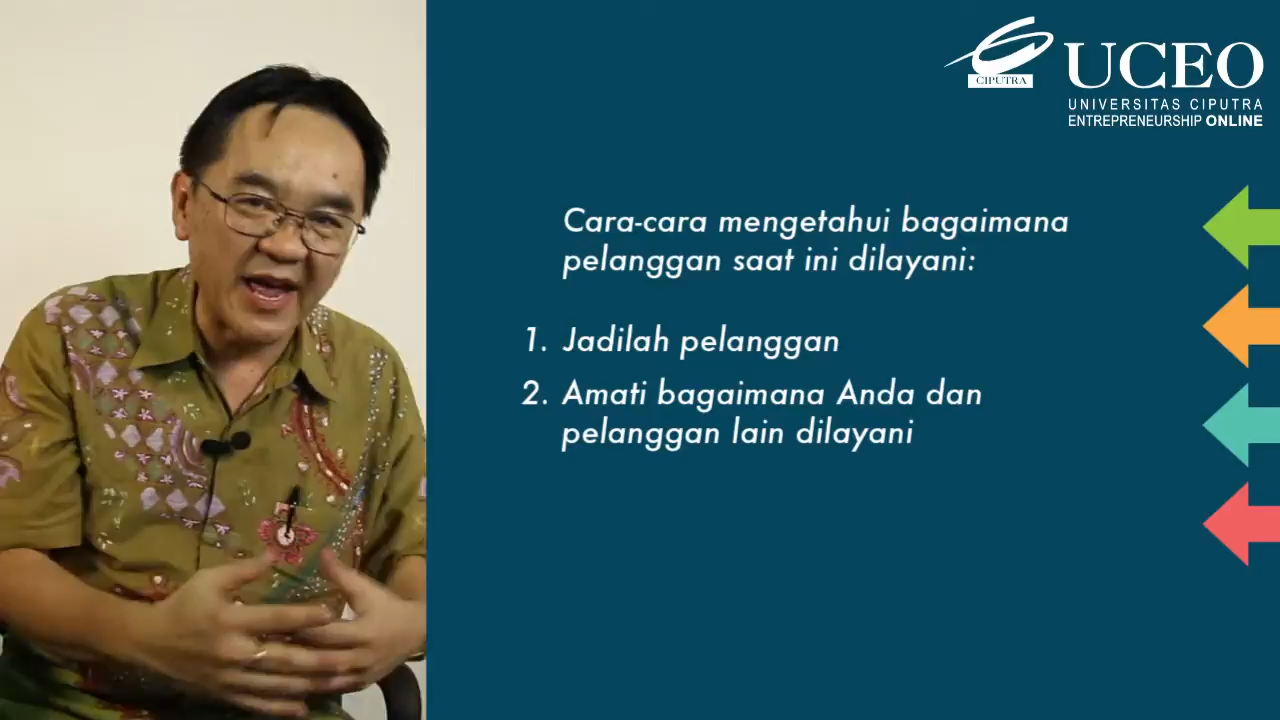 CIPUTRA
UCEO
UNIVERSITAS CIPUTRA
ENTREPRENEURSHIP ONLINE
Cara-cara mengetahui bagaimana
pelanggan saat ini dilayani:
1. Jadilah pelanggan
2. Amati bagaimana Anda dan
pelanggan lain dilayani